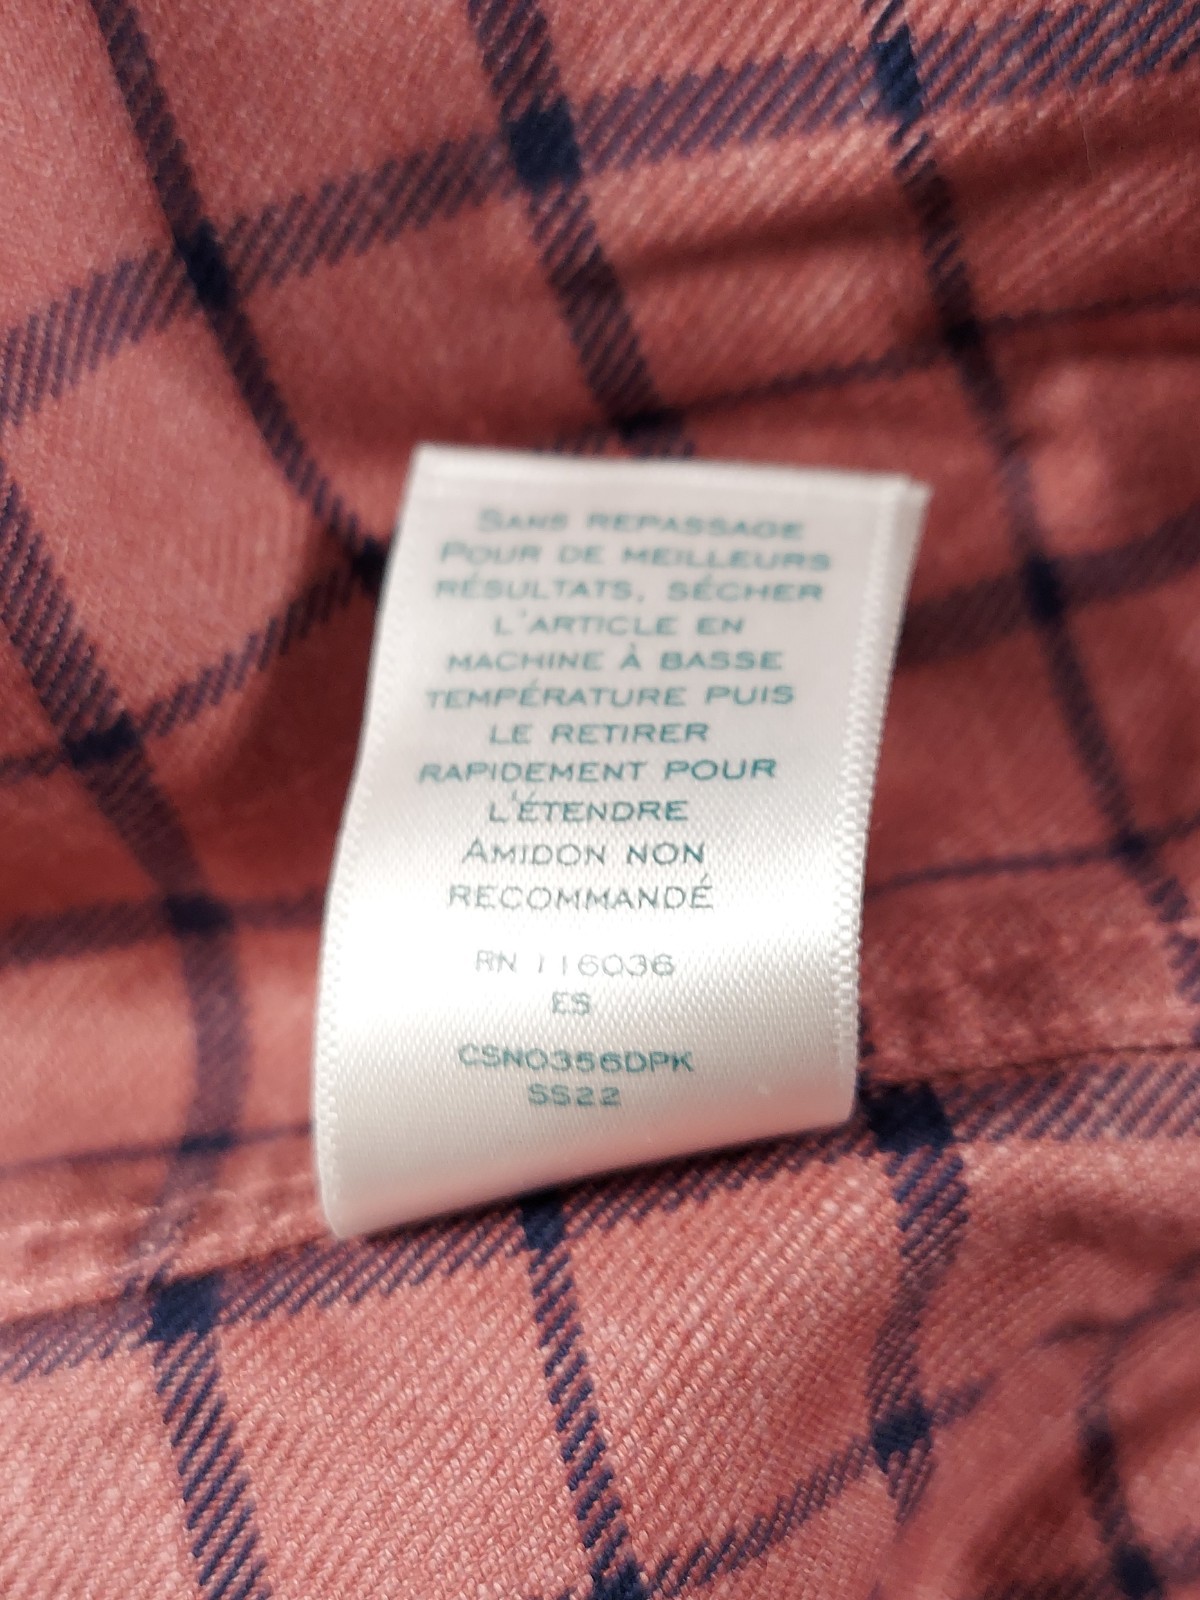 SANS REPASSAGE
POUR DE MEILLEURS
RÉSULTATS, SÉCHER
L'ARTICLE EN
MACHINE À BASSE
TEMPÉRATURE PUIS
LE RETIRER
RAPIDEMENT POUR
L'ÉTENDRE
AMIDON NON
RECOMMANDÉ
RN 116036
ES
CSNO356DPK
SS22